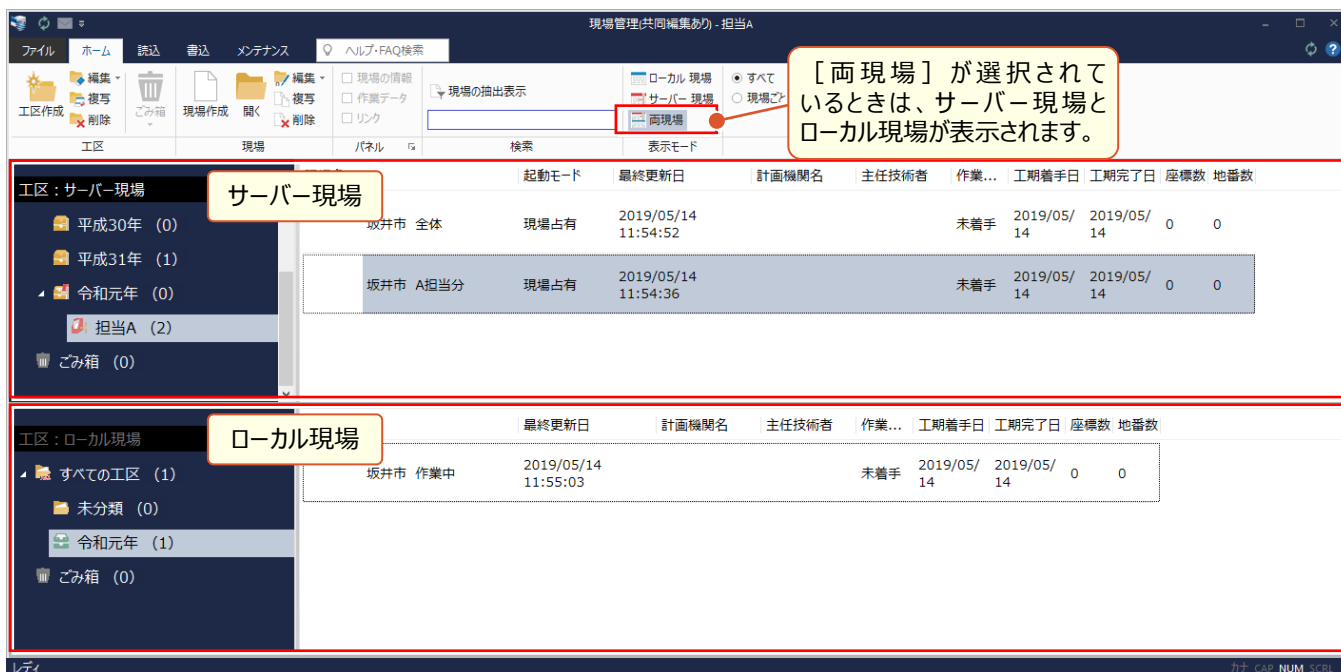 現場管理(共同編集あり) - 担当A
ファイル ホーム 読込 書込 メンテナンス ヘルプ・FAQ検索
工区作成 編集 複写 削除 ごみ箱
現場作成 開く 編集 複写 削除
現場の情報
作業データ
リンク
現場の抽出表示
ローカル 現場
サーバー 現場
両現場
すべて
現場ごと
工区 現場 パネル 検索 表示モード
[両現場]が選択されて
いるときは、サーバー現場と
ローカル現場が表示されます。
サーバー現場
工区:サーバー現場
平成30年 (0)
平成31年 (1)
令和元年 (0)
担当A (2)
ごみ箱 (0)
起動モード 最終更新日 計画機関名 主任技術者 作業... 工期着手日 工期完了日 座標数 地番数
坂井市 全体 現場占有 2019/05/14 11:54:52 未着手 2019/05/14 2019/05/14 0 0
坂井市 A担当分 現場占有 2019/05/14 11:54:36 未着手 2019/05/14 2019/05/14 0 0
ローカル現場
工区:ローカル現場
すべての工区 (1)
未分類 (0)
令和元年 (1)
ごみ箱 (0)
最終更新日 計画機関名 主任技術者 作業... 工期着手日 工期完了日 座標数 地番数
坂井市 作業中 2019/05/14 11:55:03 未着手 2019/05/14 2019/05/14 0 0
レディ カナ CAP NUM SCRL